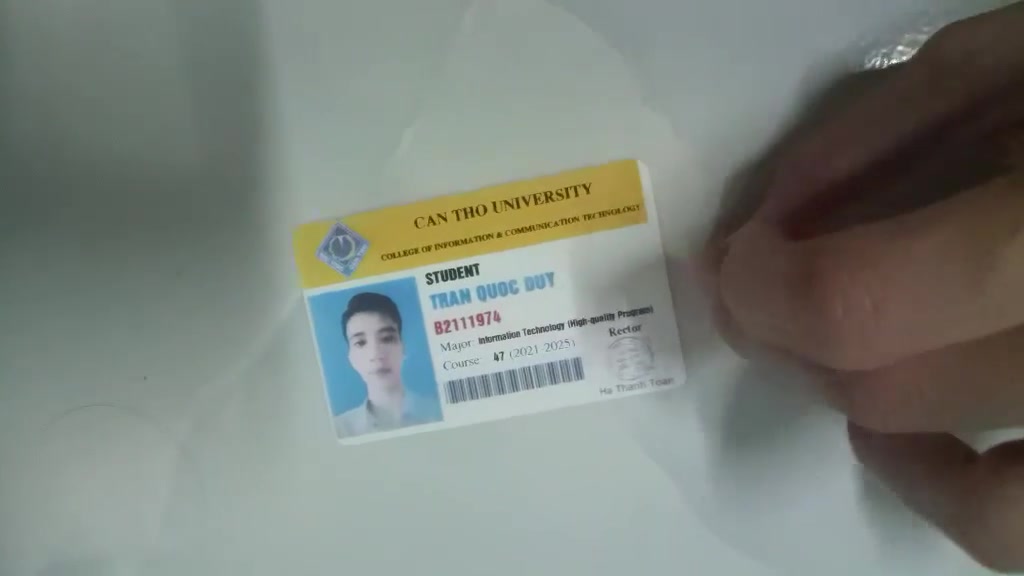 CAN THO UNIVERSITY
COLLEGE OF INFORMATION & COMMUNICATION TECHNOLOGY
STUDENT
TRAN QUOC DUY
B2111974
Major: Information Technology (High-quality Program)
Course: 47 (2021-2025)
Rector
Ha Thanh Toan